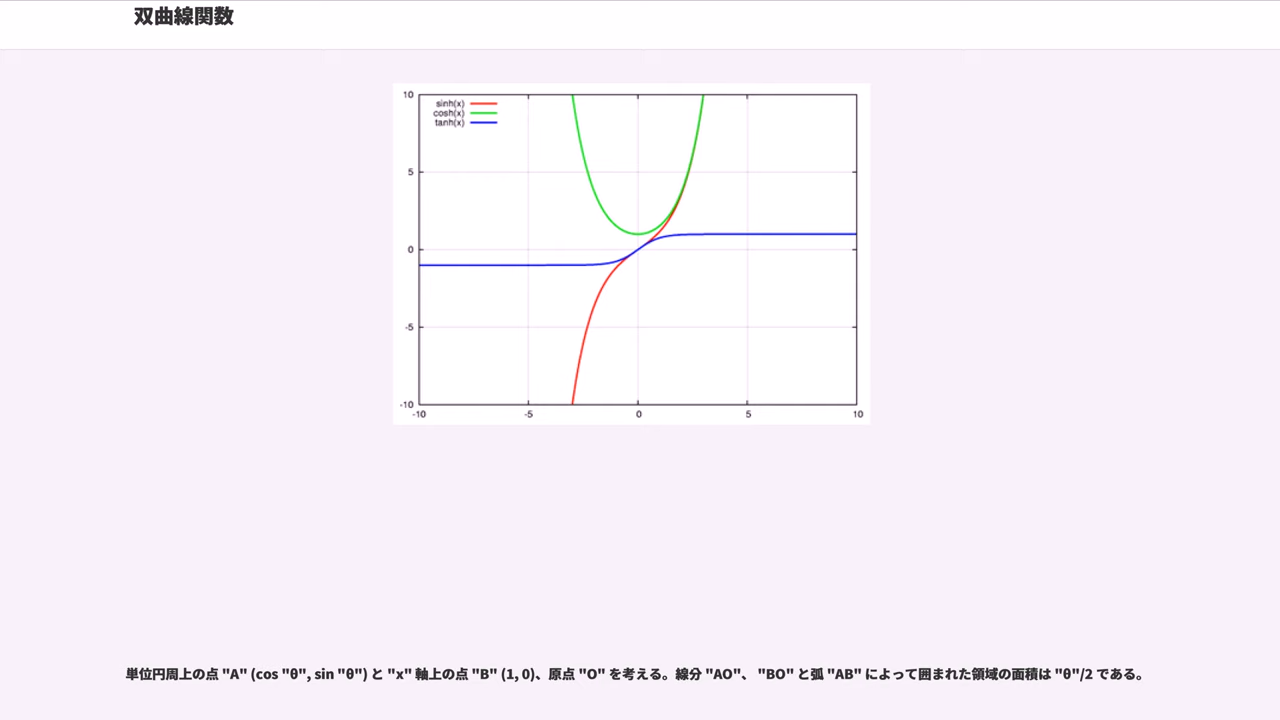 双曲線関数
sinh(x)
cosh(x)
tanh(x)
10
5
0
-5
-10
-10 -5 0 5 10
単位円周上の点 "A" (cos "θ", sin "θ") と "x" 軸上の点 "B" (1, 0)、原点 "O" を考える。線分 "AO"、 "BO" と弧 "AB" によって囲まれた領域の面積は "θ"/2 である。